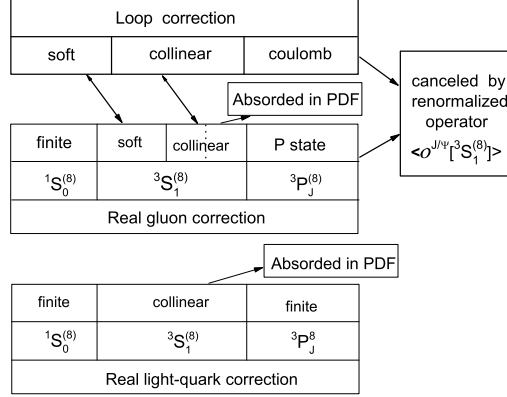 Loop correction
soft collinear coulomb
Absorded in PDF
canceled by
renormalized
operator
<𝒪^{J/Ψ}[³S₁⁽⁸⁾]>
finite soft collinear P state
¹S₀⁽⁸⁾ ³S₁⁽⁸⁾ ³P_J⁽⁸⁾
Real gluon correction
Absorded in PDF
finite collinear finite
¹S₀⁽⁸⁾ ³S₁⁽⁸⁾ ³P_J⁸
Real light-quark correction